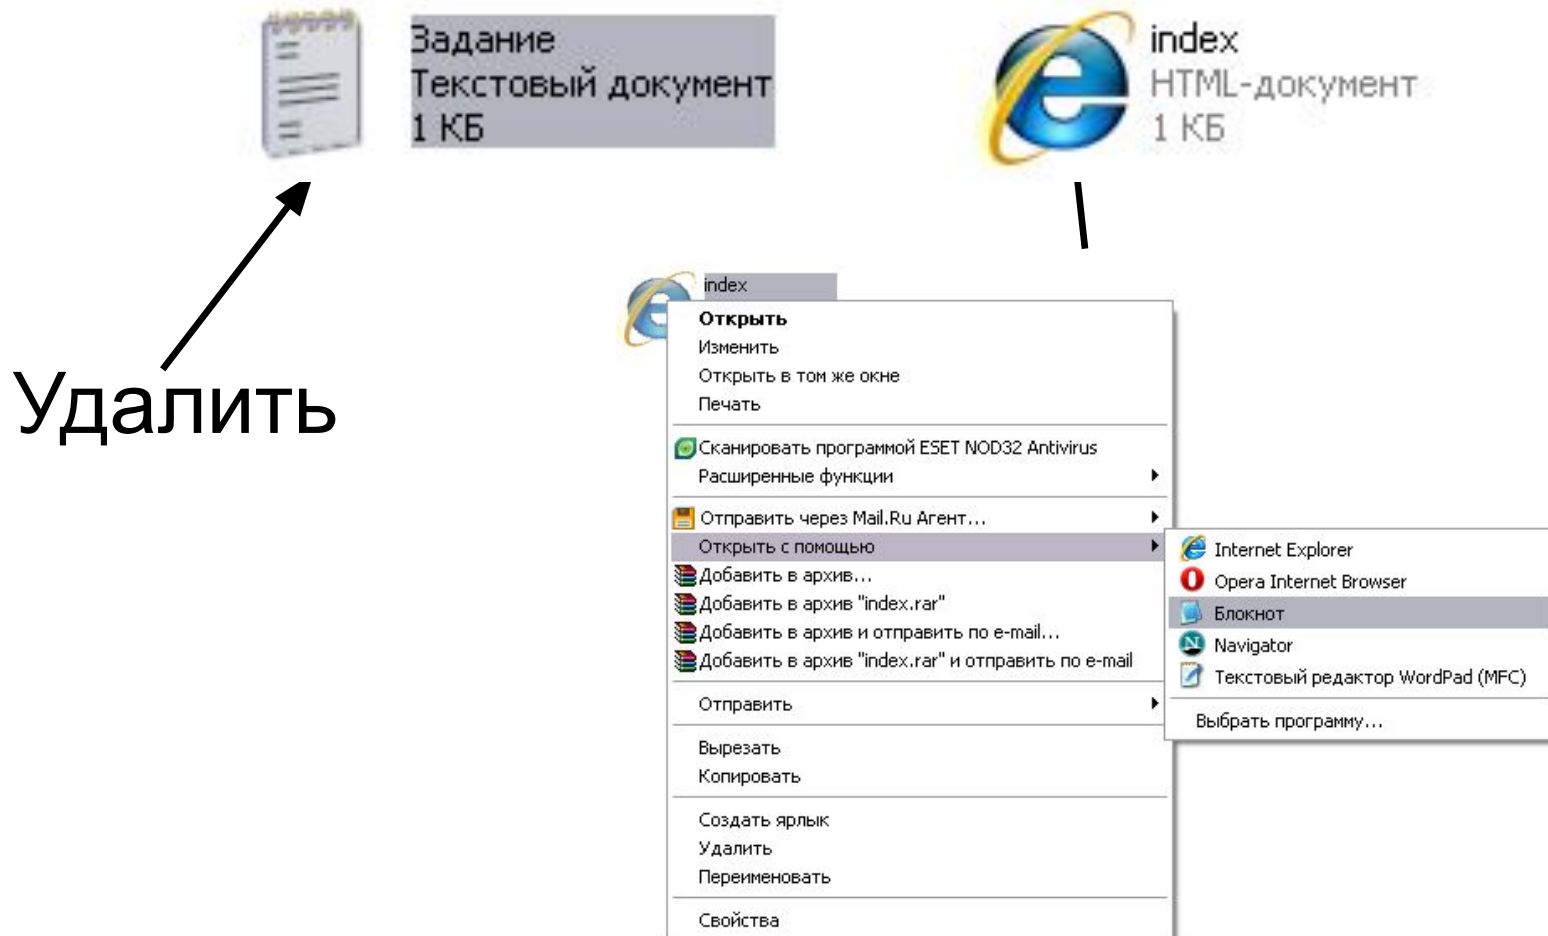 Задание
Текстовый документ
1 КБ
index
HTML-документ
1 КБ
Удалить
index
Открыть
Изменить
Открыть в том же окне
Печать
Сканировать программой ESET NOD32 Antivirus
Расширенные функции
Отправить через Mail.Ru Агент...
Открыть с помощью
Добавить в архив...
Добавить в архив "index.rar"
Добавить в архив и отправить по e-mail...
Добавить в архив "index.rar" и отправить по e-mail
Отправить
Вырезать
Копировать
Создать ярлык
Удалить
Переименовать
Свойства
Internet Explorer
Opera Internet Browser
Блокнот
Navigator
Текстовый редактор WordPad (MFC)
Выбрать программу...